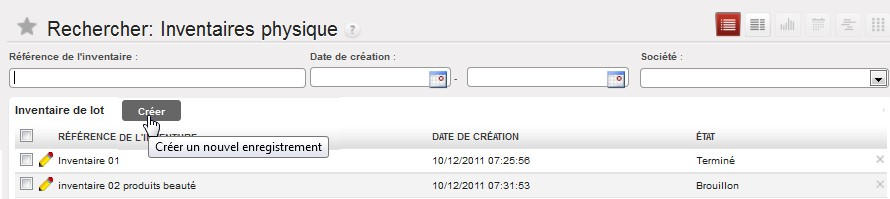 Rechercher: Inventaires physique ?
Référence de l'inventaire :
Date de création :
Société :
-
Inventaire de lot
Créer
RÉFÉRENCE DE L'INVENTURE
DATE DE CRÉATION
ÉTAT
Créer un nouvel enregistrement
Inventaire 01
10/12/2011 07:25:56
Terminé
inventaire 02 produits beauté
10/12/2011 07:31:53
Brouillon